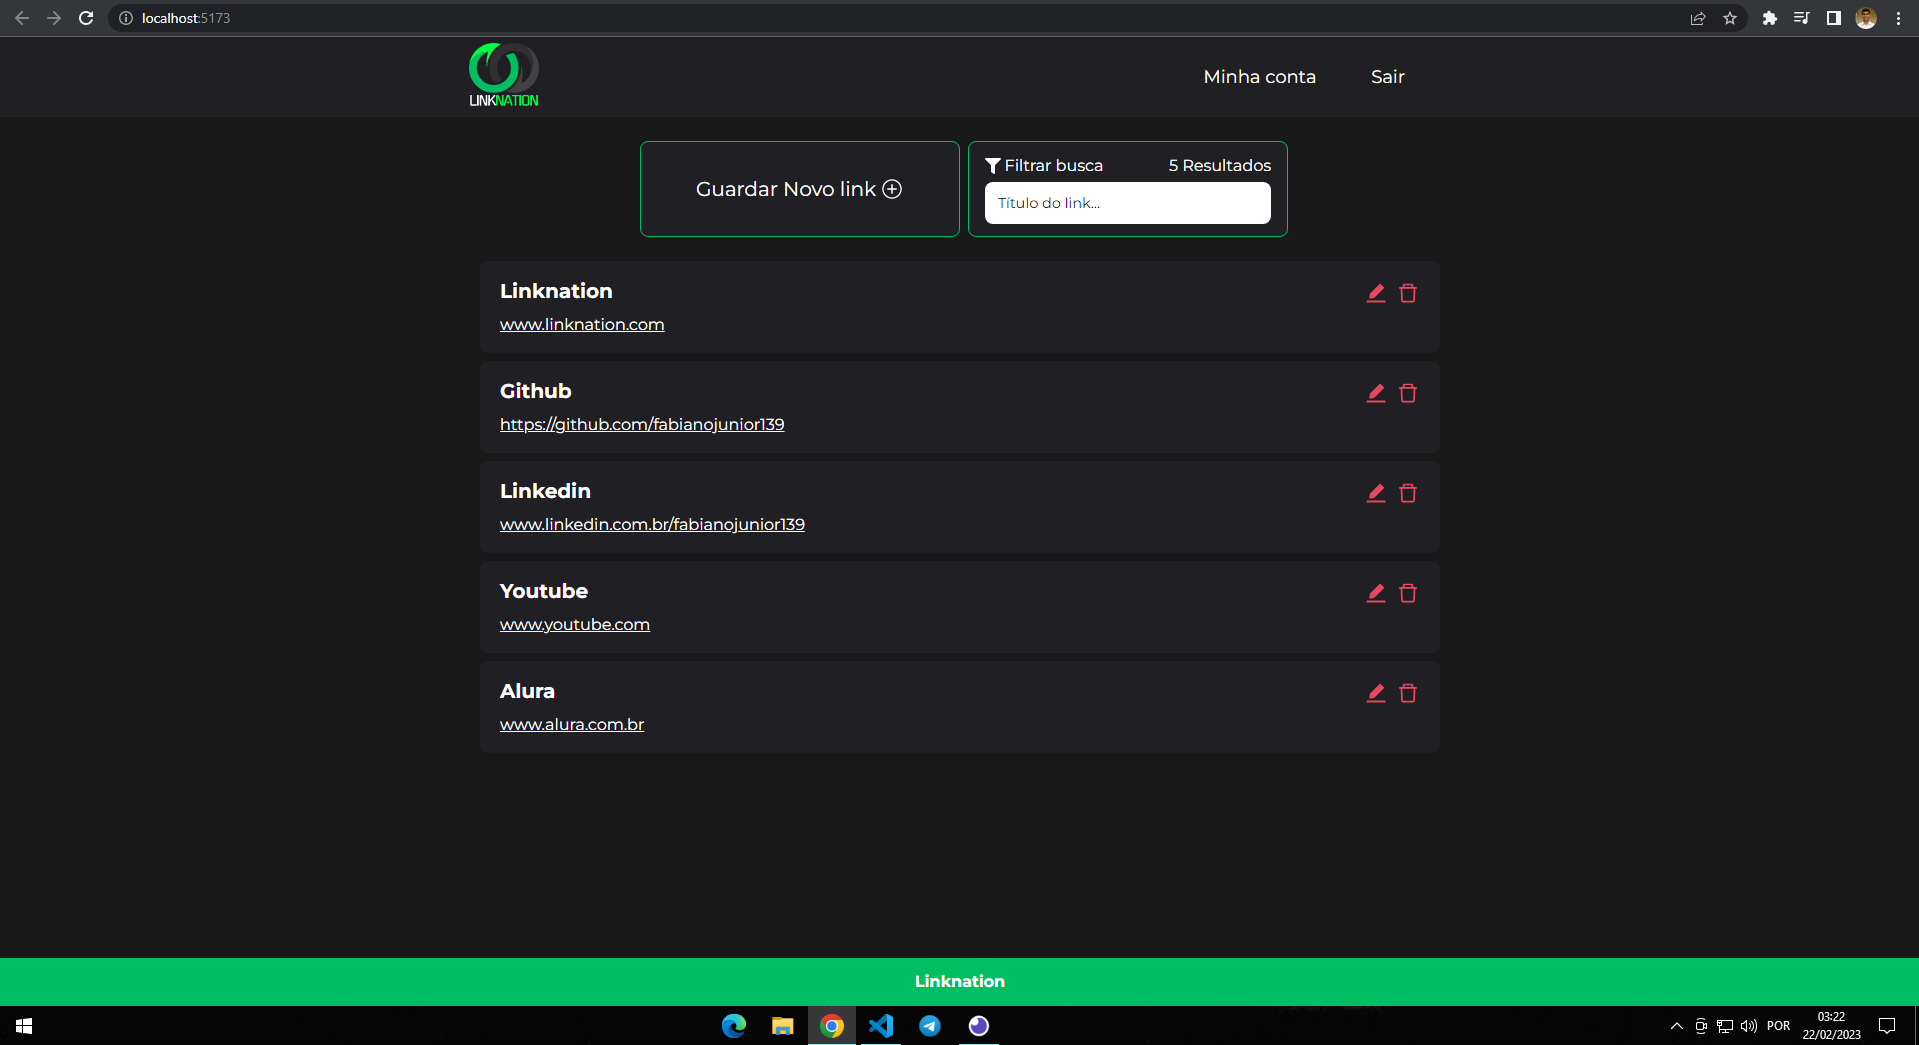 localhost:5173
LINKNATION
Minha conta
Sair
Guardar Novo link
Filtrar busca
5 Resultados
Título do link...
Linknation
www.linknation.com
Github
https://github.com/fabianojunior139
Linkedin
www.linkedin.com.br/fabianojunior139
Youtube
www.youtube.com
Alura
www.alura.com.br
Linknation
POR
03:22
22/02/2023